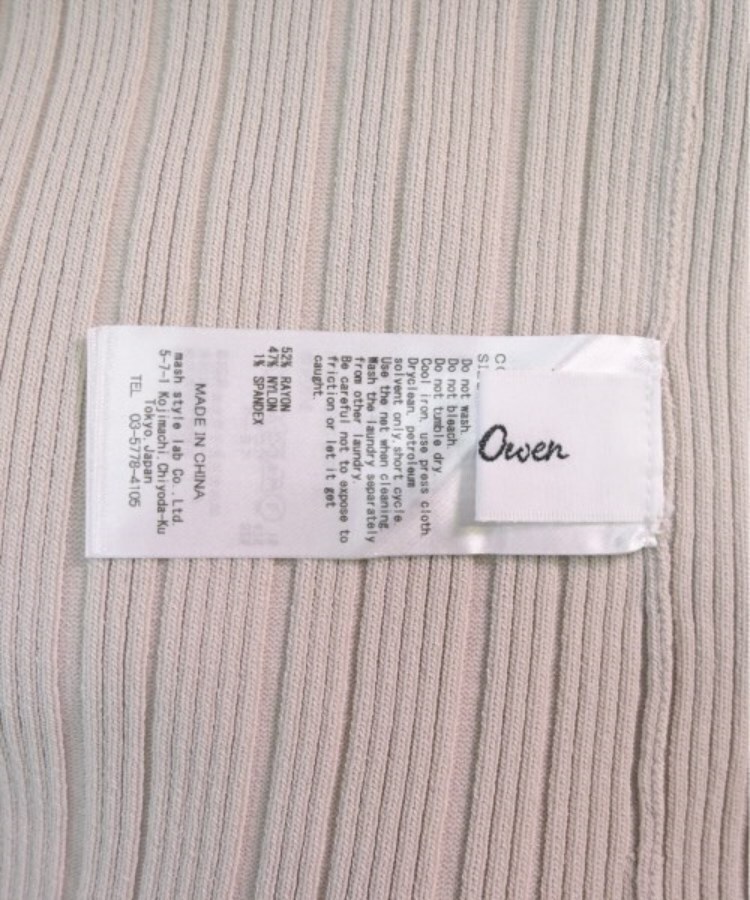 Owen
Do not wash.
Do not bleach.
Do not tumble dry
Cool iron. use press cloth
Dryclean. petroleum
solvent only. short cycle
Use the net when cleaning.
Wash the laundry separately
from other laundry.
Be careful not to expose to
friction or let it get
caught.
52% RAYON
47% NYLON
1% SPANDEX
MADE IN CHINA
mash style lab Co.,Ltd.
5-7-1 Kojimachi, Chiyoda-Ku
Tokyo, Japan
TEL 03-5778-4105